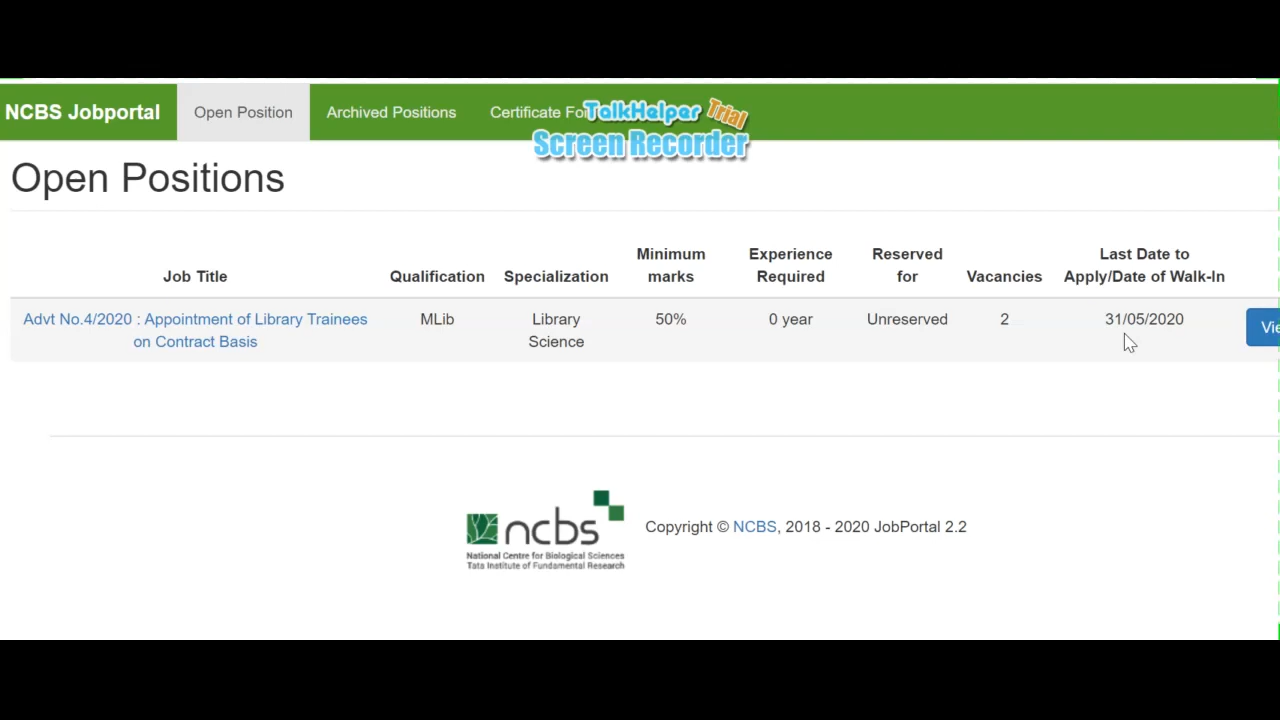 NCBS Jobportal Open Position Archived Positions Certificate
TalkHelper Trial
Screen Recorder
Open Positions
Job Title Qualification Specialization Minimum marks Experience Required Reserved for Vacancies Last Date to Apply/Date of Walk-In
Advt No.4/2020 : Appointment of Library Trainees on Contract Basis MLib Library Science 50% 0 year Unreserved 2 31/05/2020
ncbs
National Centre for Biological Sciences
Tata Institute of Fundamental Research
Copyright © NCBS, 2018 - 2020 JobPortal 2.2